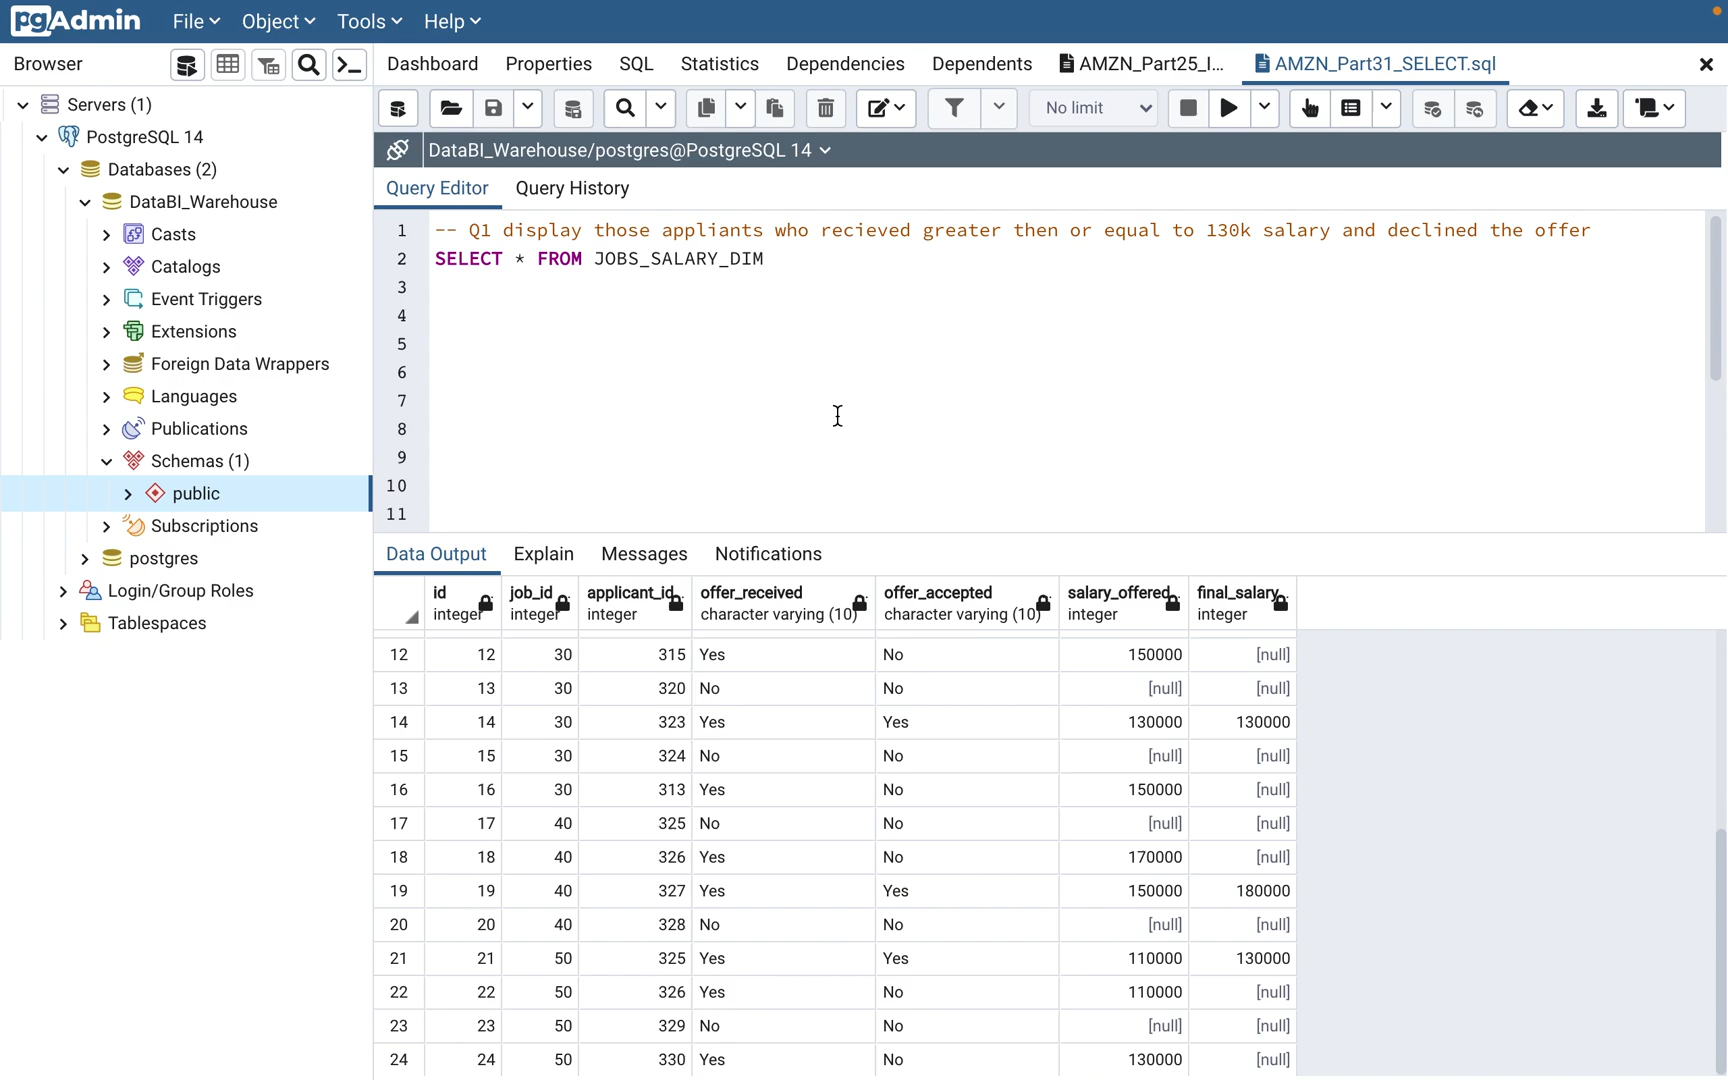 pgAdmin File Object Tools Help
Browser
Dashboard Properties SQL Statistics Dependencies Dependents AMZN_Part25_I... AMZN_Part31_SELECT.sql
No limit
Servers (1)
PostgreSQL 14
Databases (2)
DataBI_Warehouse
Casts
Catalogs
Event Triggers
Extensions
Foreign Data Wrappers
Languages
Publications
Schemas (1)
public
Subscriptions
postgres
Login/Group Roles
Tablespaces
DataBI_Warehouse/postgres@PostgreSQL 14
Query Editor Query History
1 -- Q1 display those appliants who recieved greater then or equal to 130k salary and declined the offer
2 SELECT * FROM JOBS_SALARY_DIM
3
4
5
6
7
8
9
10
11
Data Output Explain Messages Notifications
id job_id applicant_id offer_received offer_accepted salary_offered final_salary
integer integer integer character varying (10) character varying (10) integer integer
12 12 30 315 Yes No 150000 [null]
13 13 30 320 No No [null] [null]
14 14 30 323 Yes Yes 130000 130000
15 15 30 324 No No [null] [null]
16 16 30 313 Yes No 150000 [null]
17 17 40 325 No No [null] [null]
18 18 40 326 Yes No 170000 [null]
19 19 40 327 Yes Yes 150000 180000
20 20 40 328 No No [null] [null]
21 21 50 325 Yes Yes 110000 130000
22 22 50 326 Yes No 110000 [null]
23 23 50 329 No No [null] [null]
24 24 50 330 Yes No 130000 [null]